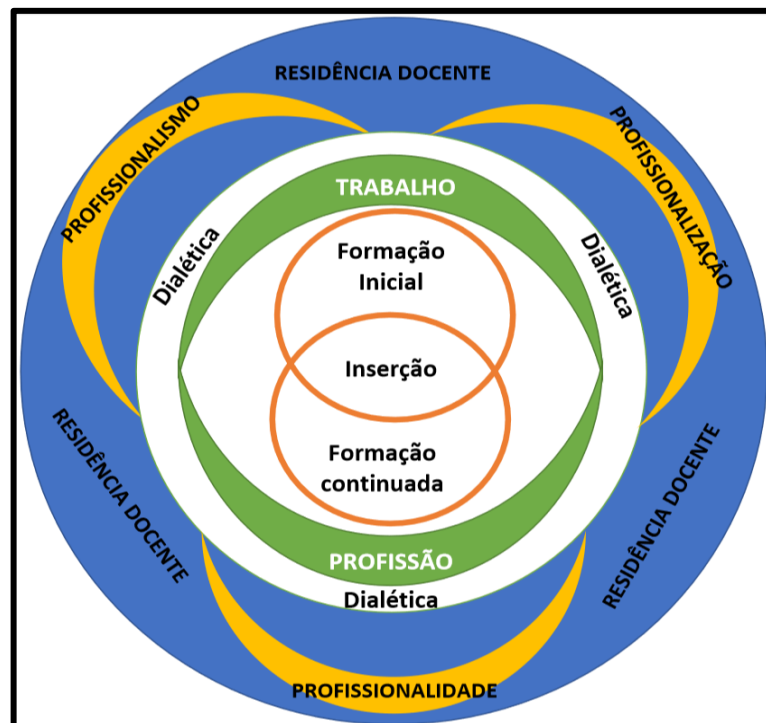 RESIDÊNCIA DOCENTE
PROFISSIONALISMO
PROFISSIONALIZAÇÃO
TRABALHO
Dialética
Dialética
Formação
Inicial
Inserção
Formação
continuada
RESIDÊNCIA DOCENTE
RESIDÊNCIA DOCENTE
PROFISSÃO
Dialética
PROFISSIONALIDADE